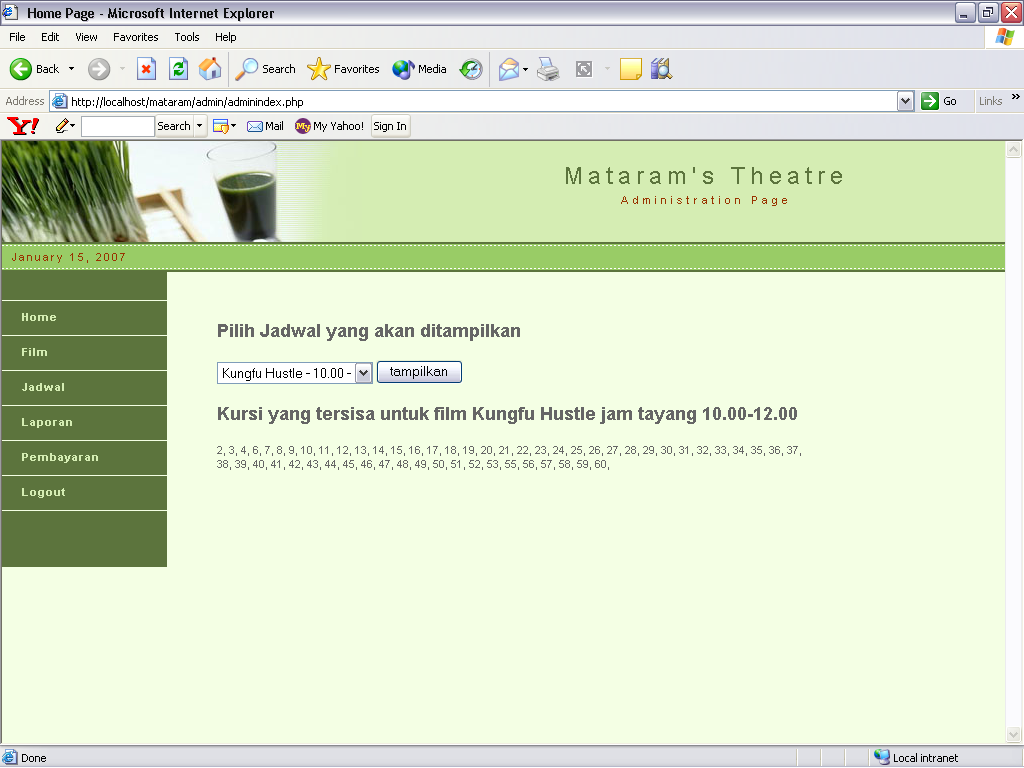 Home Page - Microsoft Internet Explorer
File Edit View Favorites Tools Help
Back Search Favorites Media
Address http://localhost/mataram/admin/adminindex.php Go Links »
Y! Search Mail My My Yahoo! Sign In
Mataram's Theatre
Administration Page
January 15, 2007
Home
Film
Jadwal
Laporan
Pembayaran
Logout
Pilih Jadwal yang akan ditampilkan
Kungfu Hustle - 10.00 - tampilkan
Kursi yang tersisa untuk film Kungfu Hustle jam tayang 10.00-12.00
2, 3, 4, 6, 7, 8, 9, 10, 11, 12, 13, 14, 15, 16, 17, 18, 19, 20, 21, 22, 23, 24, 25, 26, 27, 28, 29, 30, 31, 32, 33, 34, 35, 36, 37,
38, 39, 40, 41, 42, 43, 44, 45, 46, 47, 48, 49, 50, 51, 52, 53, 55, 56, 57, 58, 59, 60,
Done Local intranet